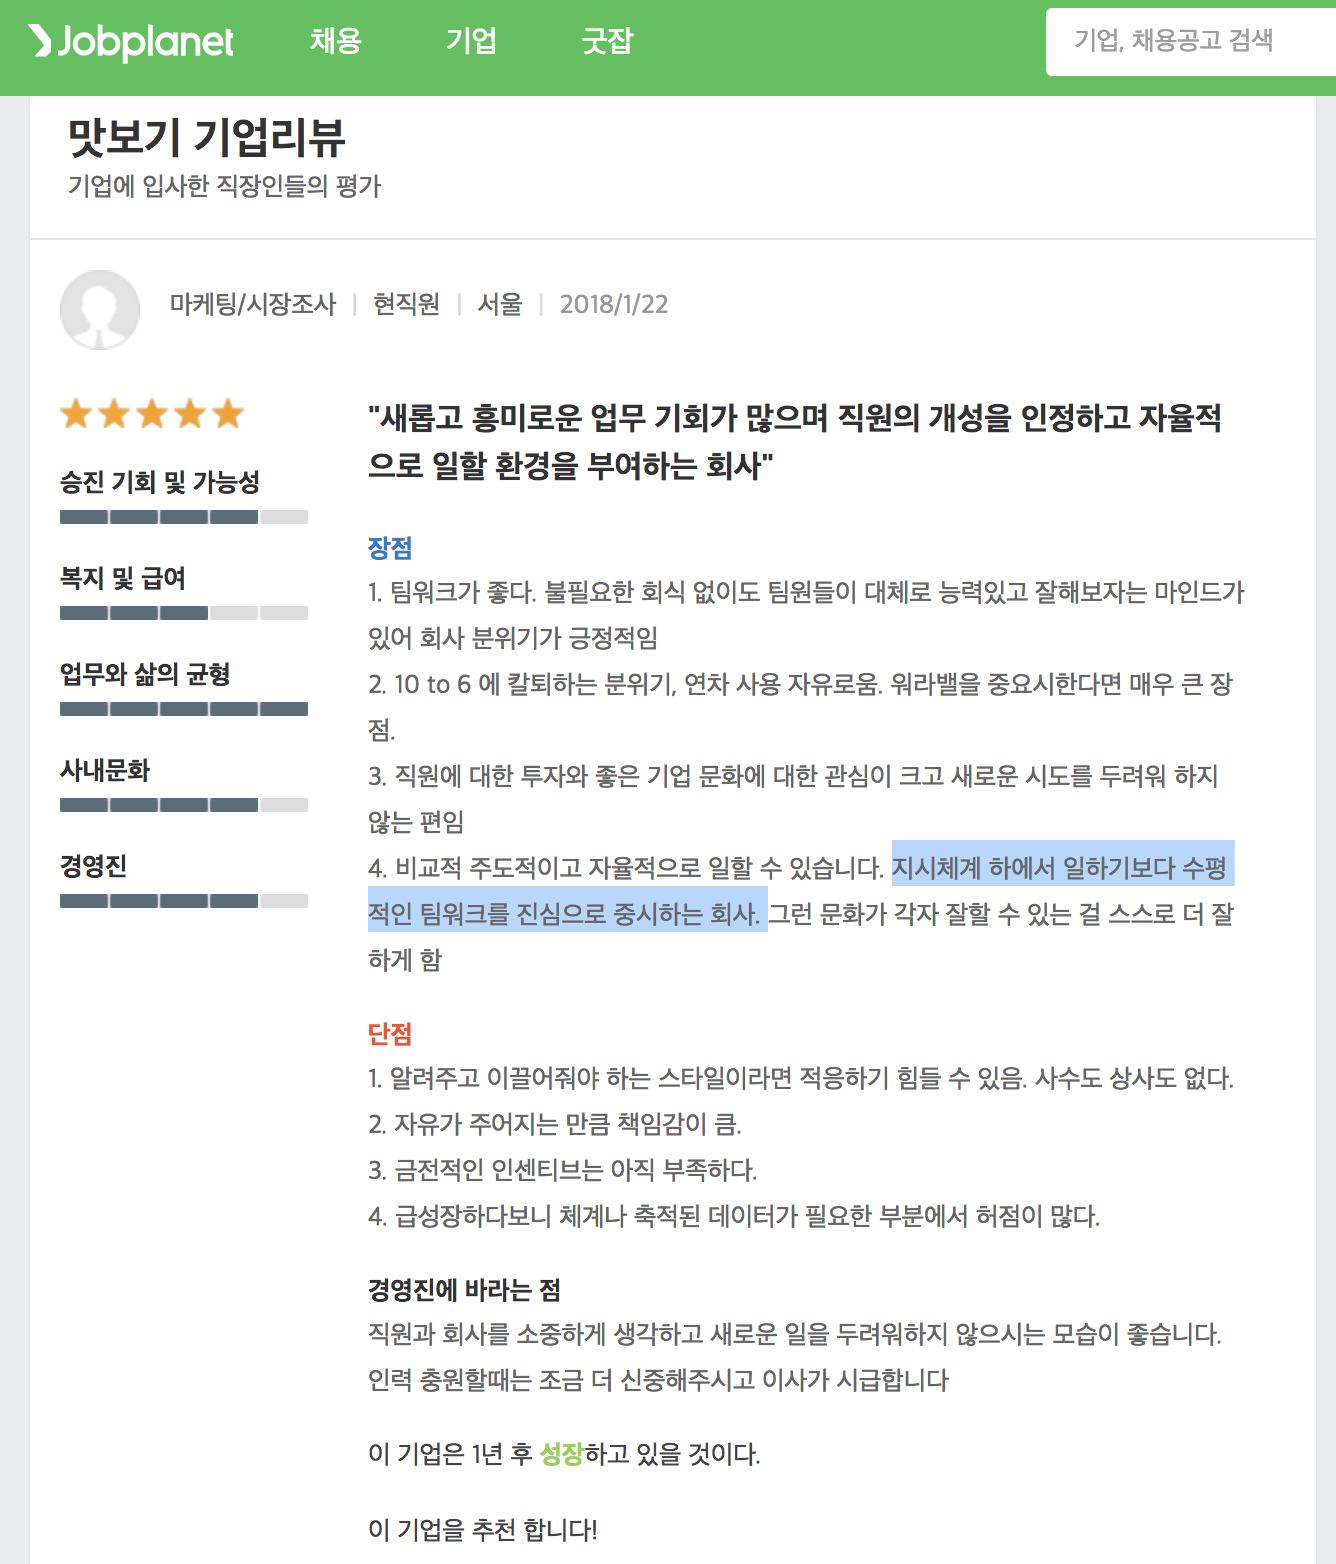 Jobplanet 채용 기업 굿잡 기업, 채용공고 검색
맛보기 기업리뷰
기업에 입사한 직장인들의 평가
마케팅/시장조사 | 현직원 | 서울 | 2018/1/22
승진 기회 및 가능성
복지 및 급여
업무와 삶의 균형
사내문화
경영진
"새롭고 흥미로운 업무 기회가 많으며 직원의 개성을 인정하고 자율적
으로 일할 환경을 부여하는 회사"
장점
1. 팀워크가 좋다. 불필요한 회식 없이도 팀원들이 대체로 능력있고 잘해보자는 마인드가
있어 회사 분위기가 긍정적임
2. 10 to 6 에 칼퇴하는 분위기, 연차 사용 자유로움. 워라밸을 중요시한다면 매우 큰 장
점.
3. 직원에 대한 투자와 좋은 기업 문화에 대한 관심이 크고 새로운 시도를 두려워 하지
않는 편임
4. 비교적 주도적이고 자율적으로 일할 수 있습니다. 지시체계 하에서 일하기보다 수평
적인 팀워크를 진심으로 중시하는 회사. 그런 문화가 각자 잘할 수 있는 걸 스스로 더 잘
하게 함
단점
1. 알려주고 이끌어줘야 하는 스타일이라면 적응하기 힘들 수 있음. 사수도 상사도 없다.
2. 자유가 주어지는 만큼 책임감이 큼.
3. 금전적인 인센티브는 아직 부족하다.
4. 급성장하다보니 체계나 축적된 데이터가 필요한 부분에서 허점이 많다.
경영진에 바라는 점
직원과 회사를 소중하게 생각하고 새로운 일을 두려워하지 않으시는 모습이 좋습니다.
인력 충원할때는 조금 더 신중해주시고 이사가 시급합니다
이 기업은 1년 후 성장하고 있을 것이다.
이 기업을 추천 합니다!